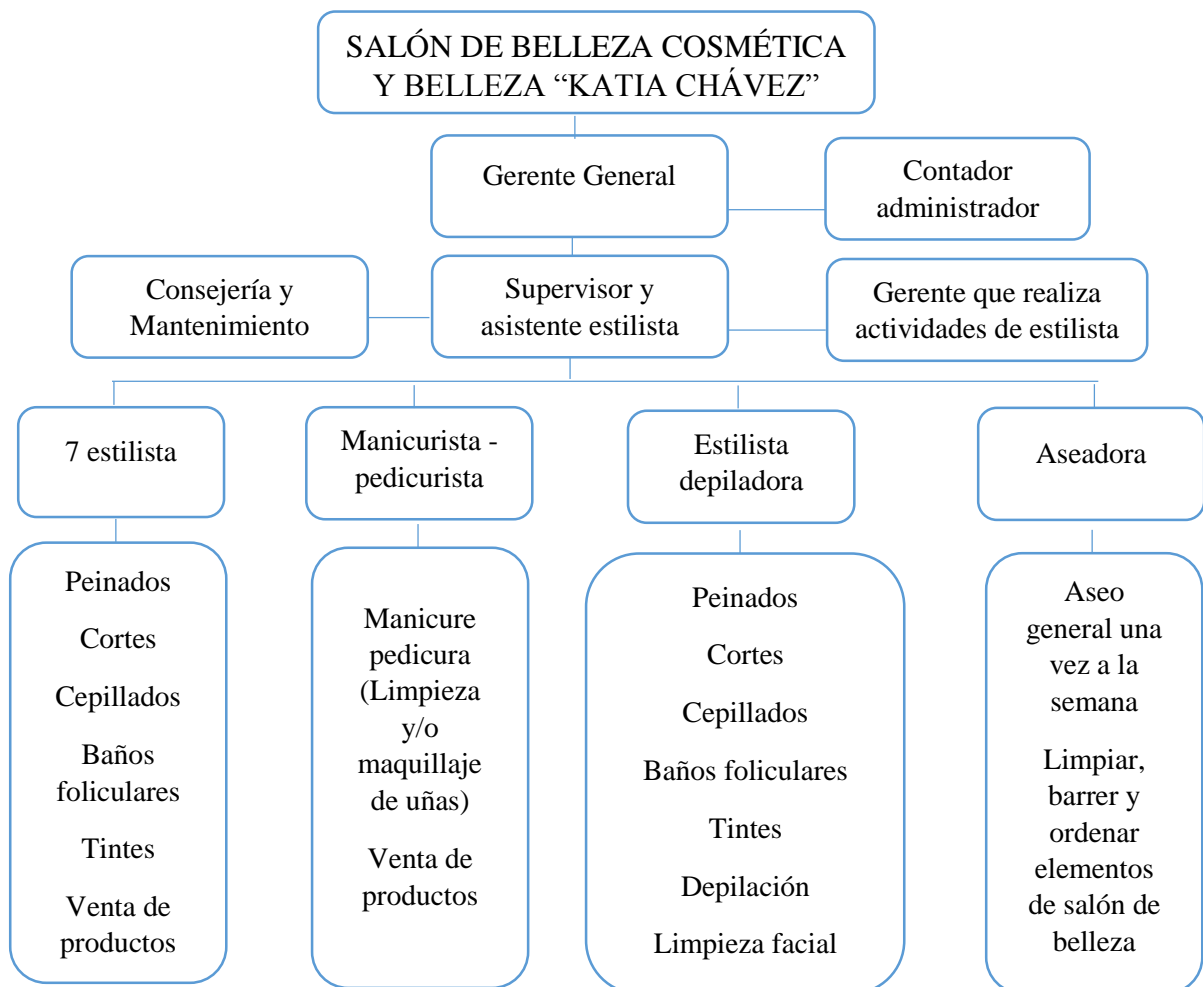 SALÓN DE BELLEZA COSMÉTICA
Y BELLEZA “KATIA CHÁVEZ”
Gerente General
Contador
administrador
Consejería y
Mantenimiento
Supervisor y
asistente estilista
Gerente que realiza
actividades de estilista
7 estilista
Manicurista -
pedicurista
Estilista
depiladora
Aseadora
Peinados
Cortes
Cepillados
Baños
foliculares
Tintes
Venta de
productos
Manicure
pedicura
(Limpieza
y/o
maquillaje
de uñas)
Venta de
productos
Peinados
Cortes
Cepillados
Baños foliculares
Tintes
Depilación
Limpieza facial
Aseo
general una
vez a la
semana
Limpiar,
barrer y
ordenar
elementos
de salón de
belleza